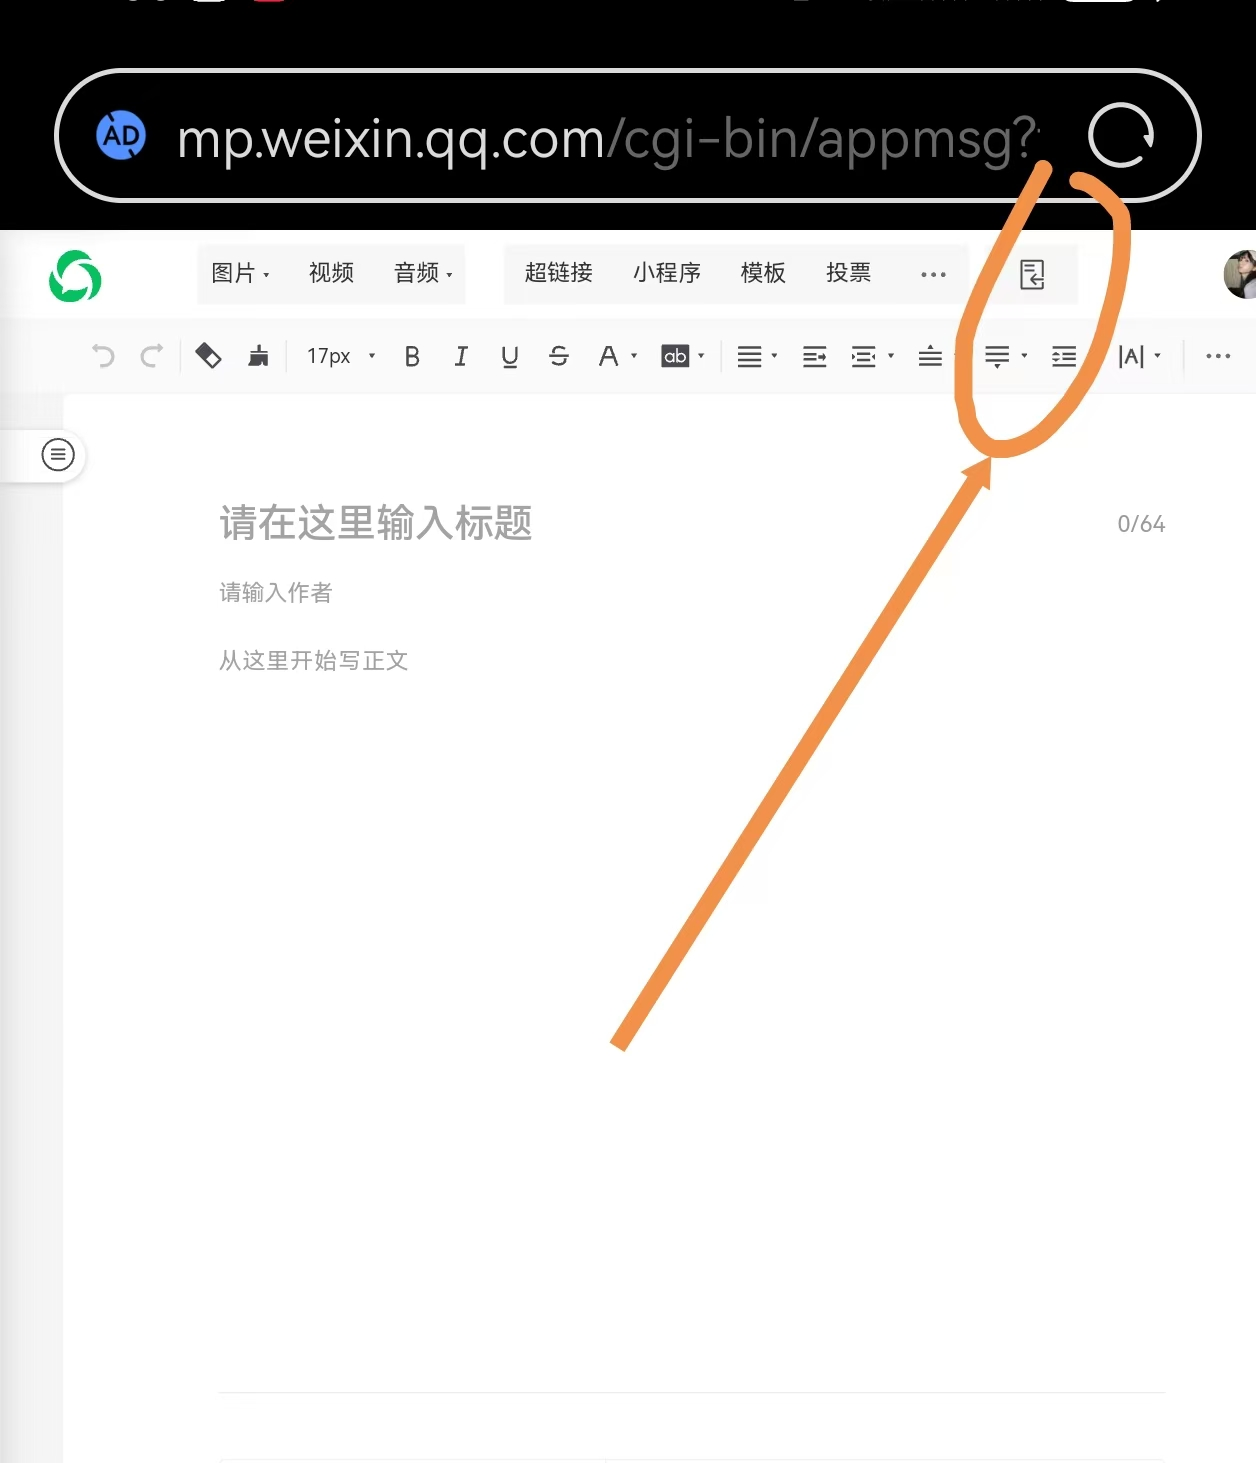 AD mp.weixin.qq.com/cgi-bin/appmsg?
图片 视频 音频 超链接 小程序 模板 投票 ...
17px B I U S A ab |A| ...
请在这里输入标题 0/64
请输入作者
从这里开始写正文